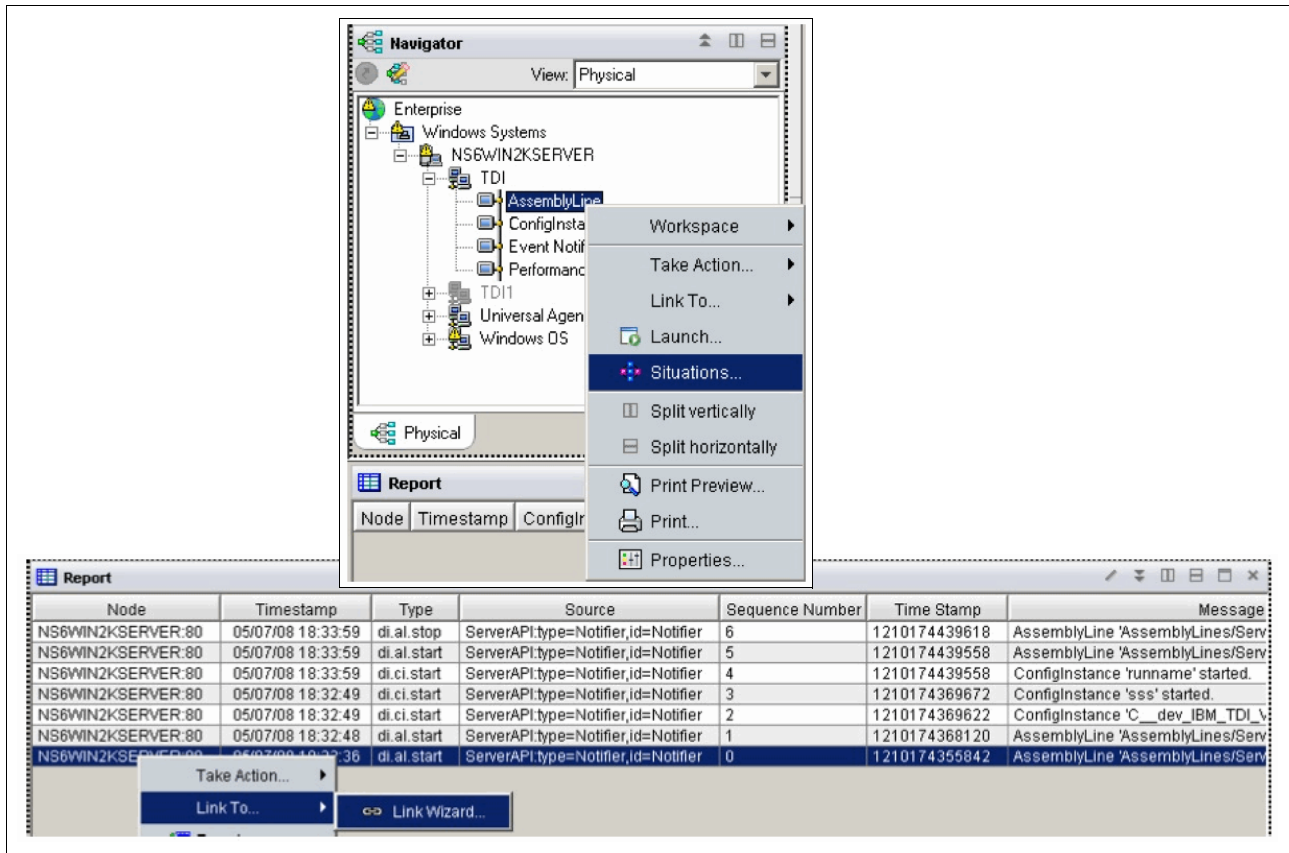 Navigator
View: Physical
Enterprise
Windows Systems
NS6WIN2KSERVER
TDI
AssemblyLine
ConfigInsta
Event Notif
Performanc
TDI1
Universal Agen
Windows OS
Physical
Workspace
Take Action...
Link To...
Launch...
Situations...
Split vertically
Split horizontally
Print Preview...
Print...
Properties...
Report
Node Timestamp ConfigIr
Report
Node Timestamp Type Source Sequence Number Time Stamp Message
NS6WIN2KSERVER:80 05/07/08 18:33:59 di.al.stop ServerAPI:type=Notifier,id=Notifier 6 1210174439618 AssemblyLine 'AssemblyLines/Serv
NS6WIN2KSERVER:80 05/07/08 18:33:59 di.al.start ServerAPI:type=Notifier,id=Notifier 5 1210174439558 AssemblyLine 'AssemblyLines/Serv
NS6WIN2KSERVER:80 05/07/08 18:33:59 di.ci.start ServerAPI:type=Notifier,id=Notifier 4 1210174439558 ConfigInstance 'runname' started.
NS6WIN2KSERVER:80 05/07/08 18:32:49 di.ci.start ServerAPI:type=Notifier,id=Notifier 3 1210174369672 ConfigInstance 'sss' started.
NS6WIN2KSERVER:80 05/07/08 18:32:49 di.ci.start ServerAPI:type=Notifier,id=Notifier 2 1210174369622 ConfigInstance 'C__dev_IBM_TDI_V
NS6WIN2KSERVER:80 05/07/08 18:32:48 di.al.start ServerAPI:type=Notifier,id=Notifier 1 1210174368120 AssemblyLine 'AssemblyLines/Serv
NS6WIN2KSERVER:80 05/07/08 18:32:36 di.al.start ServerAPI:type=Notifier,id=Notifier 0 1210174355842 AssemblyLine 'AssemblyLines/Serv
Take Action...
Link To...
Link Wizard...